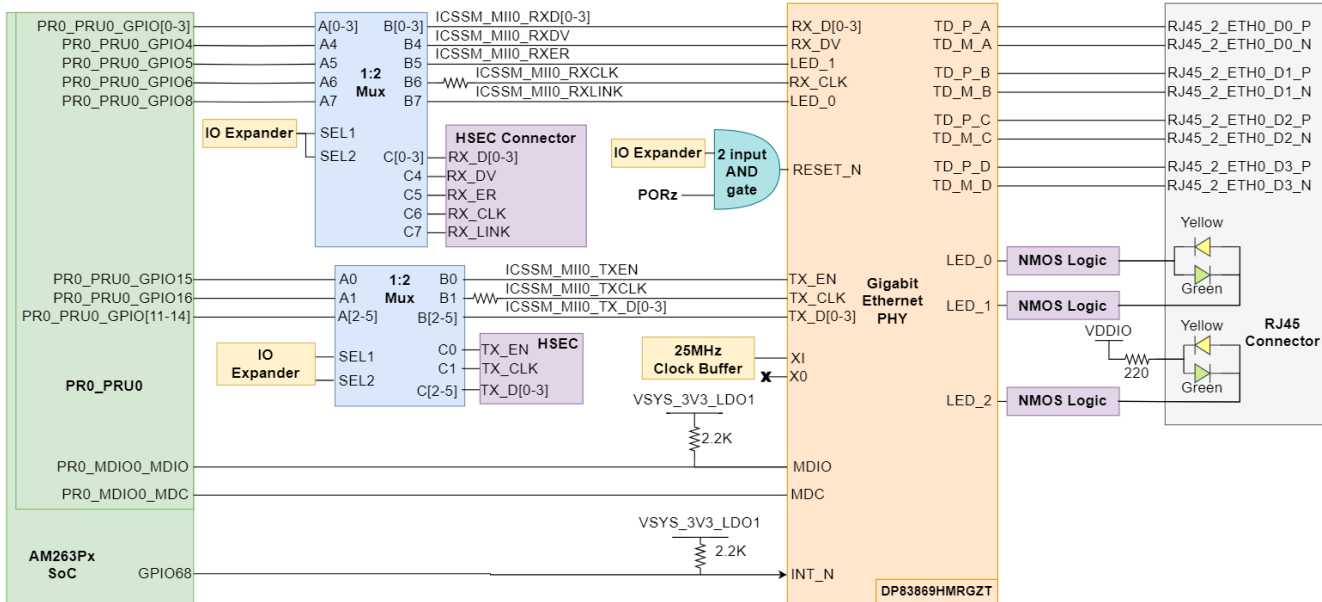 PR0_PRU0_GPIO[0-3]
PR0_PRU0_GPIO4
PR0_PRU0_GPIO5
PR0_PRU0_GPIO6
PR0_PRU0_GPIO8
A[0-3]
A4
A5
A6
A7
1:2
Mux
B[0-3]
B4
B5
B6
B7
ICSSM_MII0_RXD[0-3]
ICSSM_MII0_RXDV
ICSSM_MII0_RXER
ICSSM_MII0_RXCLK
ICSSM_MII0_RXLINK
RX_D[0-3]
RX_DV
LED_1
RX_CLK
LED_0
IO Expander
SEL1
SEL2
C[0-3]
C4
C5
C6
C7
HSEC Connector
RX_D[0-3]
RX_DV
RX_ER
RX_CLK
RX_LINK
IO Expander
PORz
2 input
AND
gate
RESET_N
TD_P_A
TD_M_A
TD_P_B
TD_M_B
TD_P_C
TD_M_C
TD_P_D
TD_M_D
RJ45_2_ETH0_D0_P
RJ45_2_ETH0_D0_N
RJ45_2_ETH0_D1_P
RJ45_2_ETH0_D1_N
RJ45_2_ETH0_D2_P
RJ45_2_ETH0_D2_N
RJ45_2_ETH0_D3_P
RJ45_2_ETH0_D3_N
PR0_PRU0_GPIO15
PR0_PRU0_GPIO16
PR0_PRU0_GPIO[11-14]
A0
A1
A[2-5]
1:2
Mux
B0
B1
B[2-5]
ICSSM_MII0_TXEN
ICSSM_MII0_TXCLK
ICSSM_MII0_TX_D[0-3]
TX_EN
TX_CLK
TX_D[0-3]
Gigabit
Ethernet
PHY
LED_0
LED_1
LED_2
NMOS Logic
NMOS Logic
NMOS Logic
Yellow
Green
VDDIO
220
Yellow
Green
RJ45
Connector
IO
Expander
SEL1
SEL2
C0
C1
C[2-5]
HSEC
TX_EN
TX_CLK
TX_D[0-3]
25MHz
Clock Buffer
XI
X0
PR0_PRU0
VSYS_3V3_LDO1
2.2K
PR0_MDIO0_MDIO
MDIO
PR0_MDIO0_MDC
MDC
VSYS_3V3_LDO1
2.2K
AM263Px
SoC
GPIO68
INT_N
DP83869HMRGZT